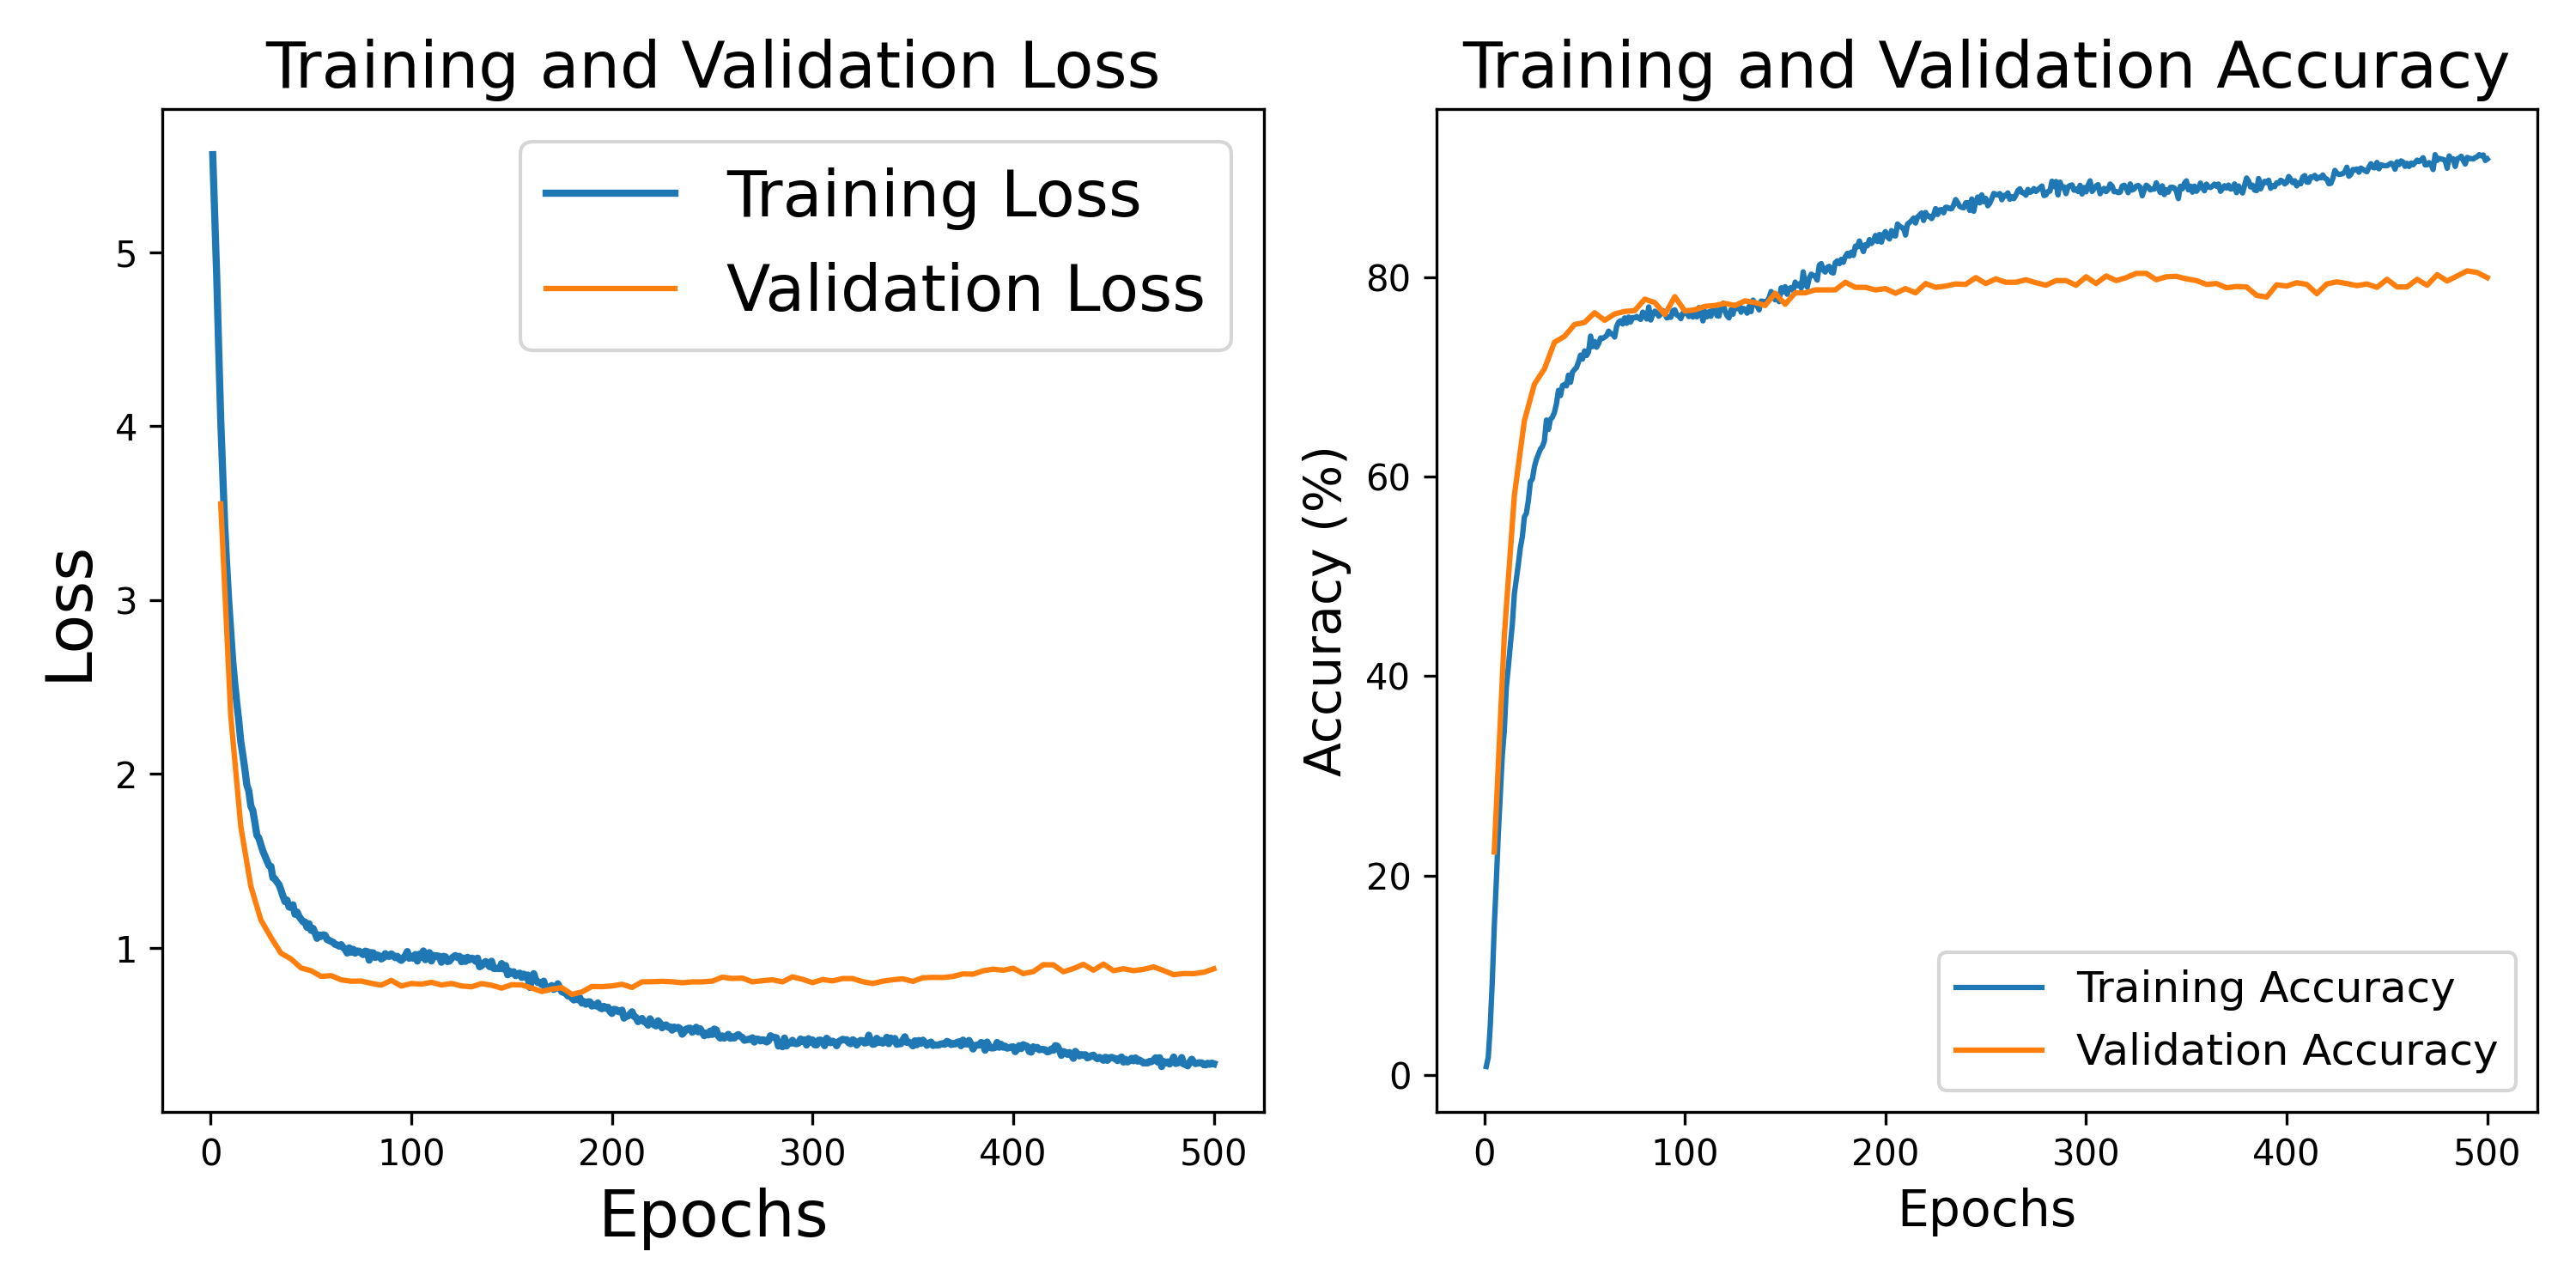 Training and Validation Loss
Training Loss
Validation Loss
5
4
3
2
1
Loss
0 100 200 300 400 500
Epochs
Training and Validation Accuracy
80
60
40
20
0
Accuracy (%)
Training Accuracy
Validation Accuracy
0 100 200 300 400 500
Epochs